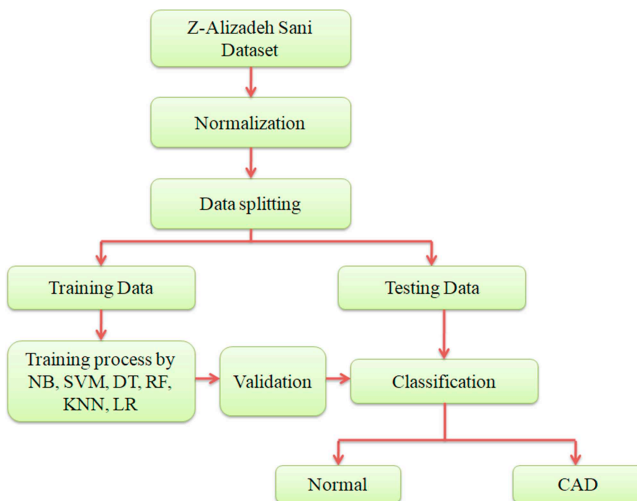 Z-Alizadeh Sani
Dataset
Normalization
Data splitting
Training Data
Testing Data
Training process by
NB, SVM, DT, RF,
KNN, LR
Validation
Classification
Normal
CAD